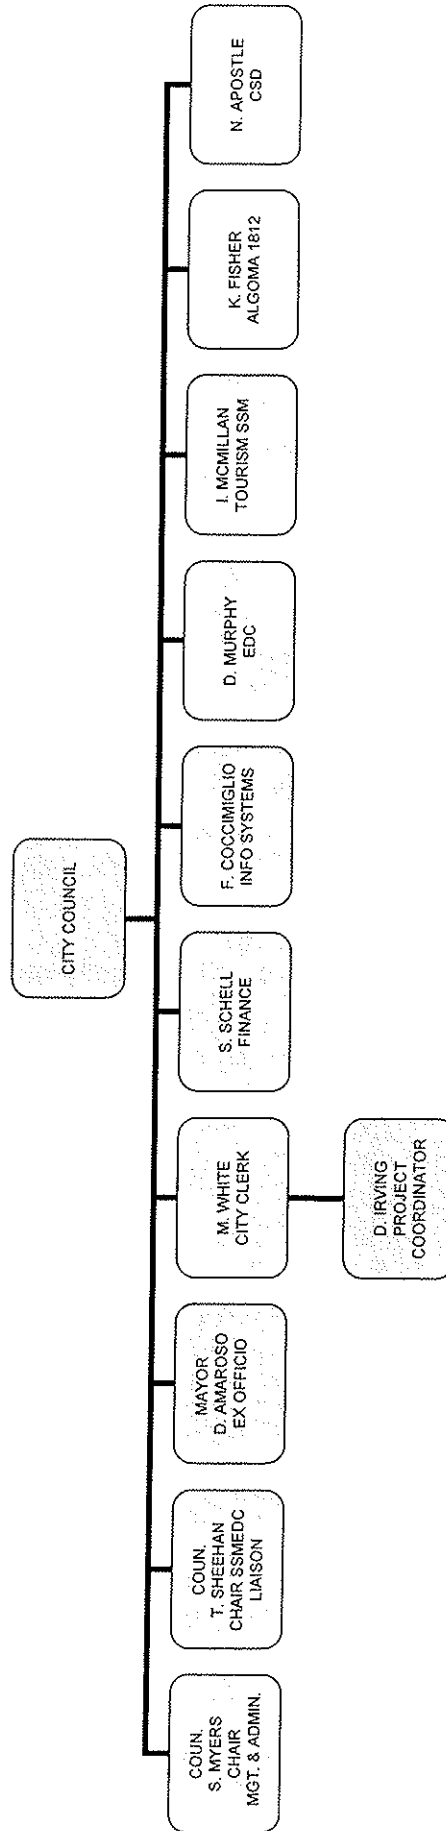 CITY COUNCIL
COUN.
S. MYERS
CHAIR
MGT. & ADMIN.
COUN.
T. SHEEHAN
CHAIR SSMEDC
LIAISON
MAYOR
D. AMAROSO
EX OFFICIO
M. WHITE
CITY CLERK
S. SCHELL
FINANCE
F. COCCIMIGLIO
INFO SYSTEMS
D. MURPHY
EDC
I. MCMILLAN
TOURISM SSM
K. FISHER
ALGOMA 1812
N. APOSTLE
CSD
D. IRVING
PROJECT
COORDINATOR